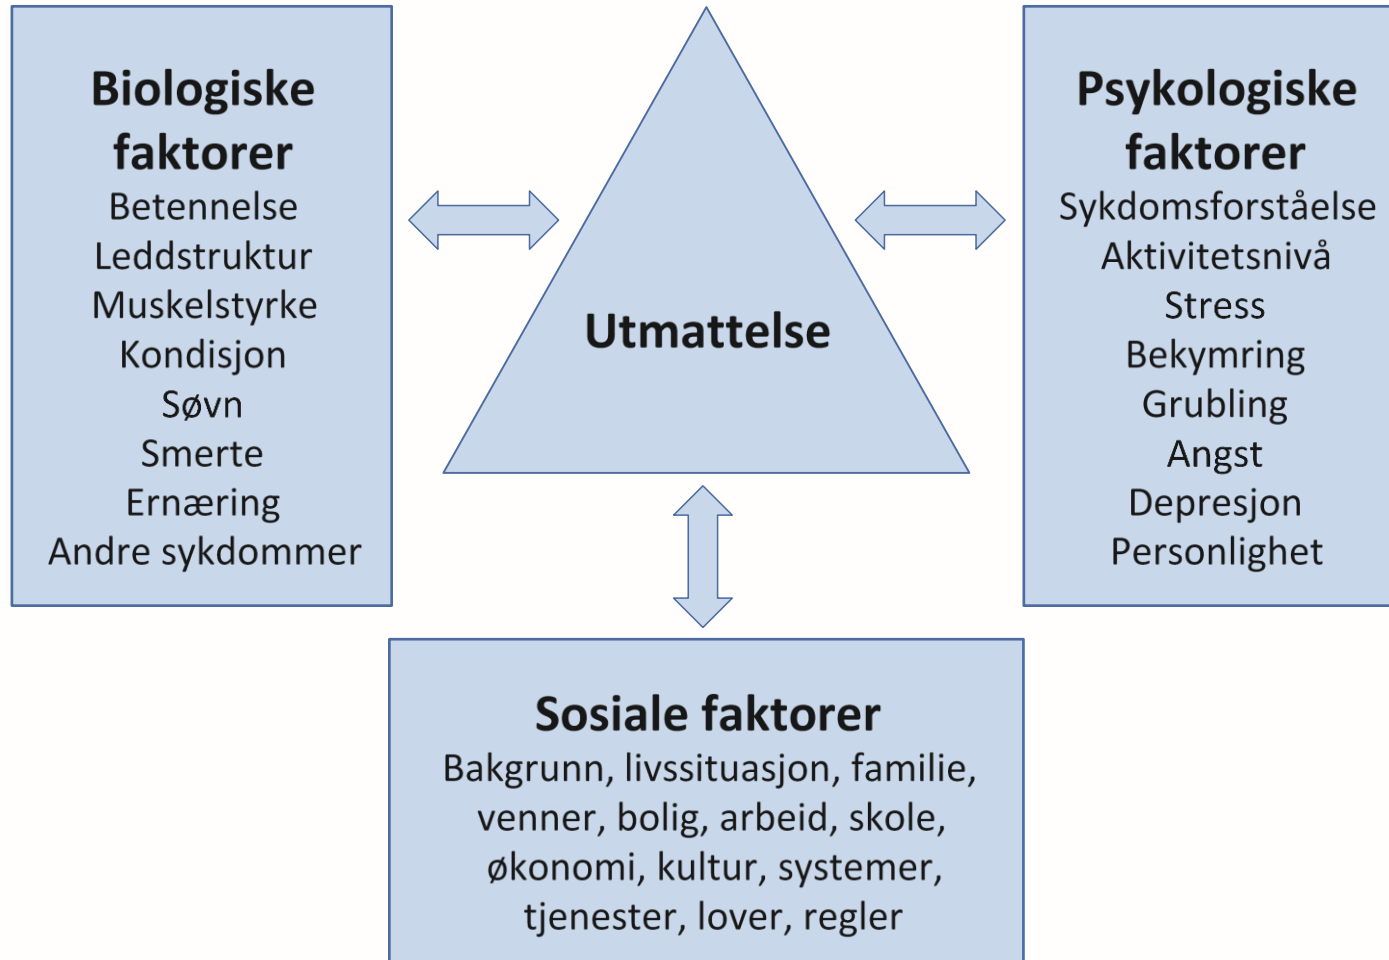 Biologiske
faktorer
Betennelse
Leddstruktur
Muskelstyrke
Kondisjon
Søvn
Smerte
Ernæring
Andre sykdommer
Utmattelse
Psykologiske
faktorer
Sykdomsforståelse
Aktivitetsnivå
Stress
Bekymring
Grubling
Angst
Depresjon
Personlighet
Sosiale faktorer
Bakgrunn, livssituasjon, familie,
venner, bolig, arbeid, skole,
økonomi, kultur, systemer,
tjenester, lover, regler